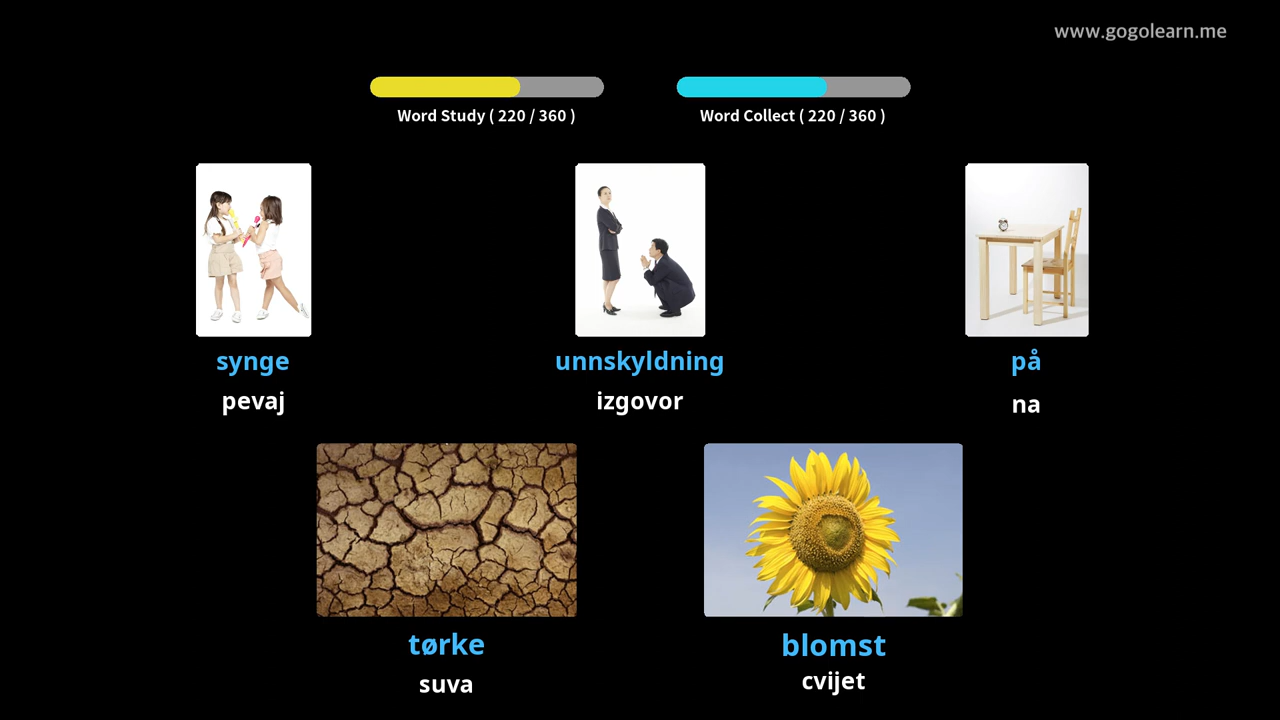 www.gogolearn.me
Word Study ( 220 / 360 )
Word Collect ( 220 / 360 )
synge
unnskyldning
på
pevaj
izgovor
na
tørke
blomst
suva
cvijet